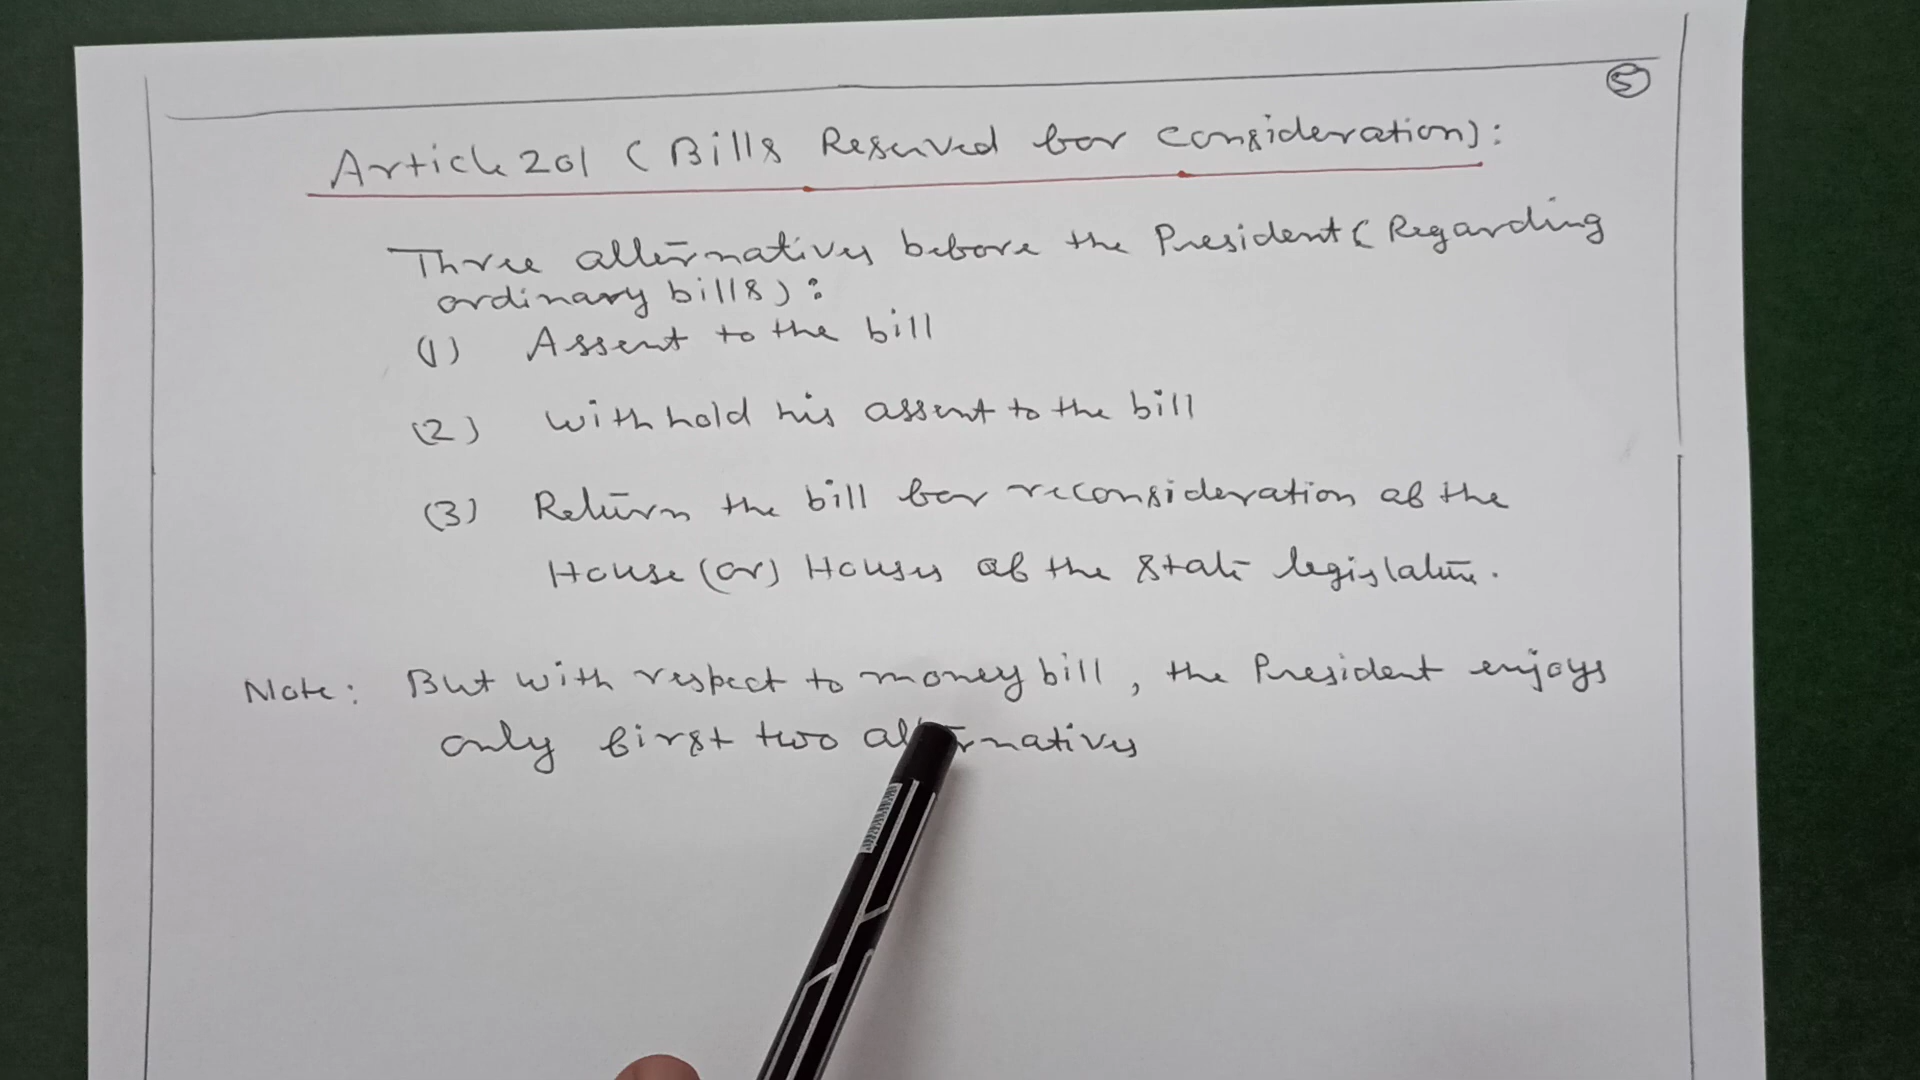 5
Article 201 (Bills Reserved for consideration):
Three alternatives before the President (Regarding
ordinary bills):
(1) Assent to the bill
(2) withhold his assent to the bill
(3) Return the bill for reconsideration of the
House (or) Houses of the state legislature.
Note: But with respect to money bill, the President enjoys
only first two alternatives